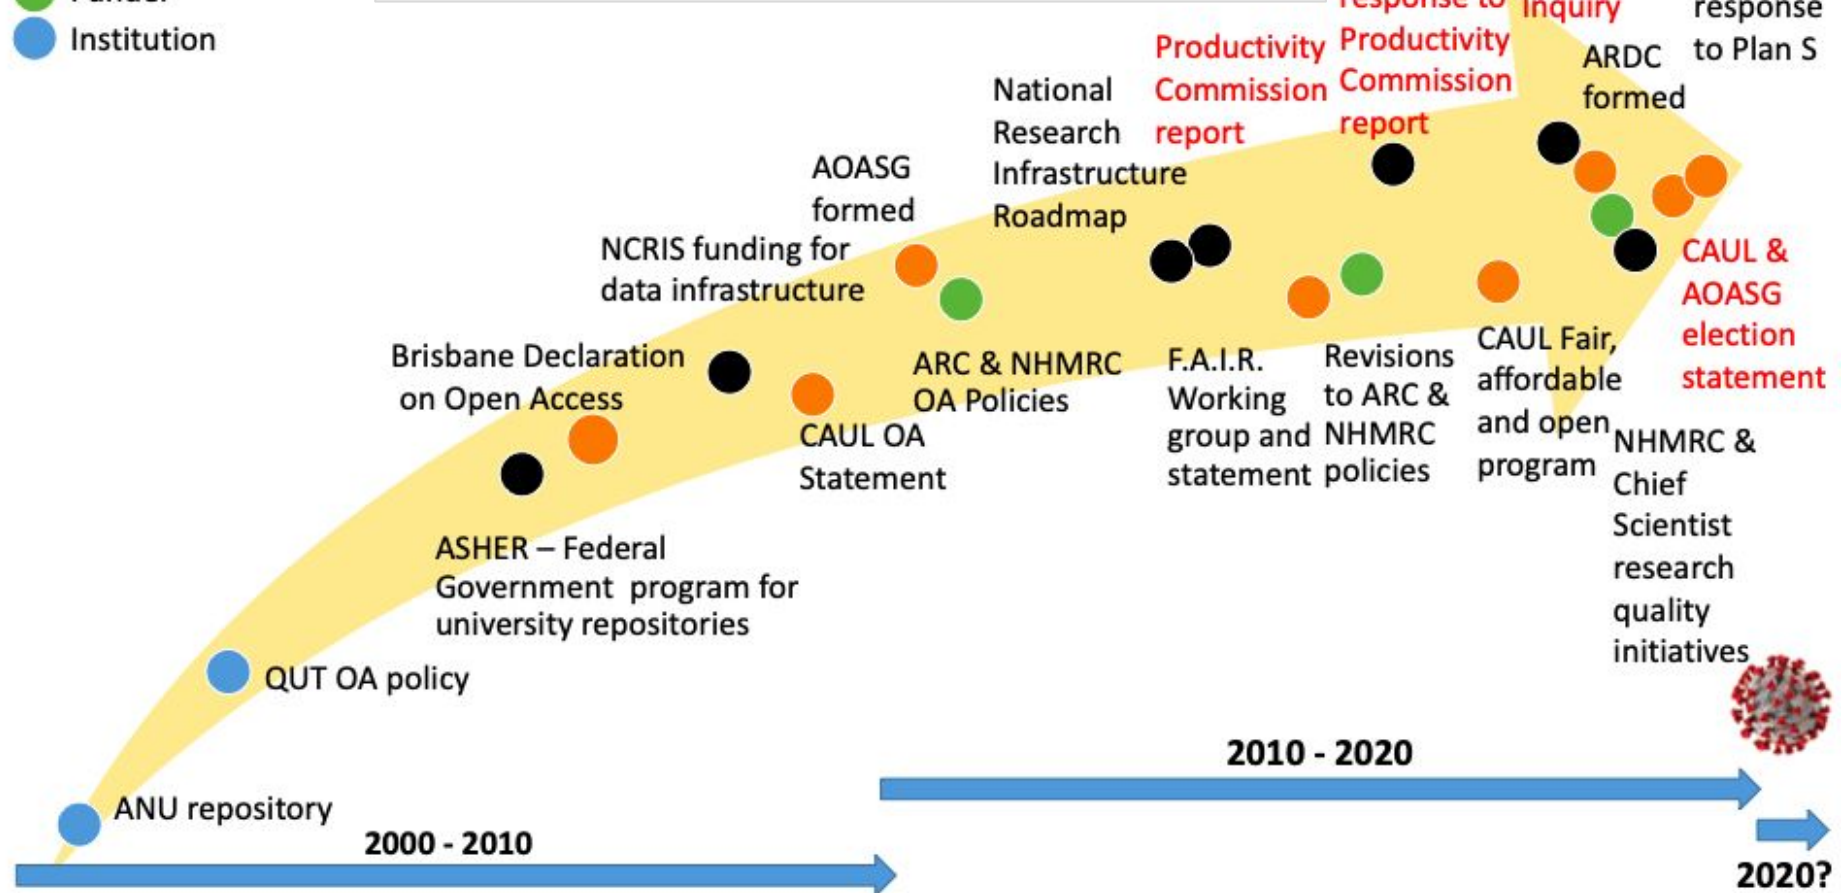 Funder
Institution
response to
Productivity
Commission
report
Inquiry
response
to Plan S
ARDC
formed
Productivity
Commission
report
National
Research
Infrastructure
Roadmap
AOASG
formed
NCRIS funding for
data infrastructure
Brisbane Declaration
on Open Access
CAUL &
AOASG
election
statement
ARC & NHMRC
OA Policies
CAUL OA
Statement
F.A.I.R.
Working
group and
statement
Revisions
to ARC &
NHMRC
policies
CAUL Fair,
affordable
and open
program
NHMRC &
Chief
Scientist
research
quality
initiatives
ASHER – Federal
Government program for
university repositories
QUT OA policy
ANU repository
2010 - 2020
2000 - 2010
2020?